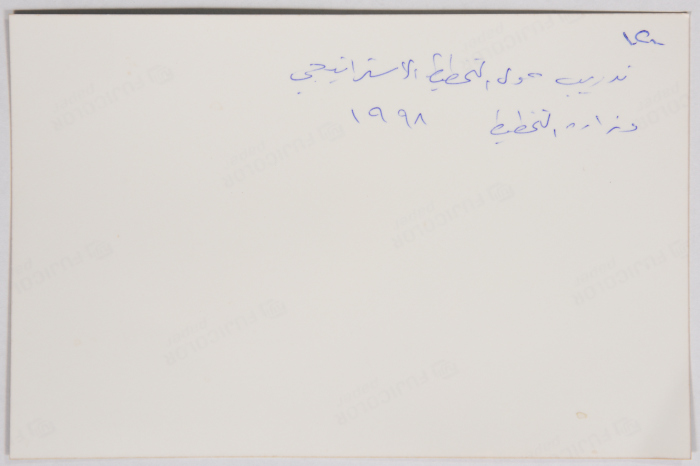 تدريب حول التخطيط الاستراتيجي
وزارة التخطيط ١٩٩٨